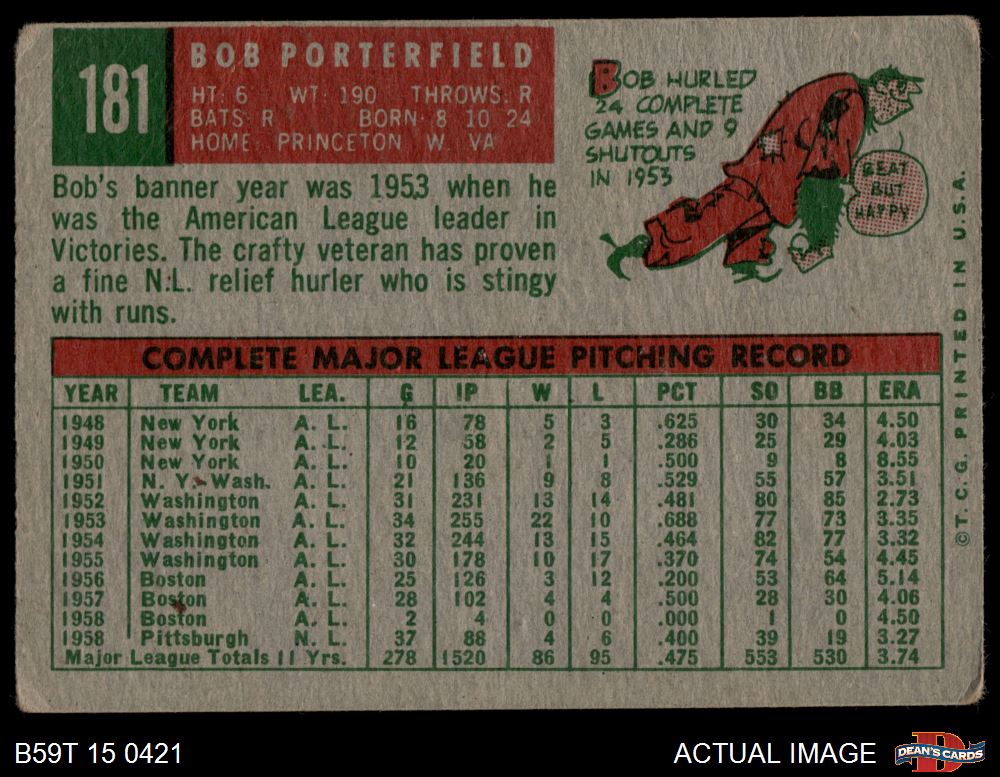 181
BOB PORTERFIELD
HT: 6 WT: 190 THROWS: R
BATS: R BORN: 8 10 24
HOME: PRINCETON W. VA
Bob's banner year was 1953 when he
was the American League leader in
Victories. The crafty veteran has proven
a fine N.L. relief hurler who is stingy
with runs.
BOB HURLED
24 COMPLETE
GAMES AND 9
SHUTOUTS
IN 1953
BEAT
BUT
HAPPY
COMPLETE MAJOR LEAGUE PITCHING RECORD
YEAR TEAM LEA. G IP W L PCT SO BB ERA
1948 New York A. L. 16 78 5 3 .625 30 34 4.50
1949 New York A. L. 12 58 2 5 .286 25 29 4.03
1950 New York A. L. 10 20 1 1 .500 9 8 8.55
1951 N. Y.-Wash. A. L. 21 136 9 8 .529 55 57 3.51
1952 Washington A. L. 31 231 13 14 .481 80 85 2.73
1953 Washington A. L. 34 255 22 10 .688 77 73 3.35
1954 Washington A. L. 32 244 13 15 .464 82 77 3.32
1955 Washington A. L. 30 178 10 17 .370 74 54 4.45
1956 Boston A. L. 25 126 3 12 .200 53 64 5.14
1957 Boston A. L. 28 102 4 4 .500 28 30 4.06
1958 Boston A. L. 2 4 0 0 .000 1 0 4.50
1958 Pittsburgh N. L. 37 88 4 6 .400 39 19 3.27
Major League Totals 11 Yrs. 278 1520 86 95 .475 553 530 3.74
©T. C. G. PRINTED IN U.S.A.
B59T 15 0421
ACTUAL IMAGE
DEAN'S CARDS